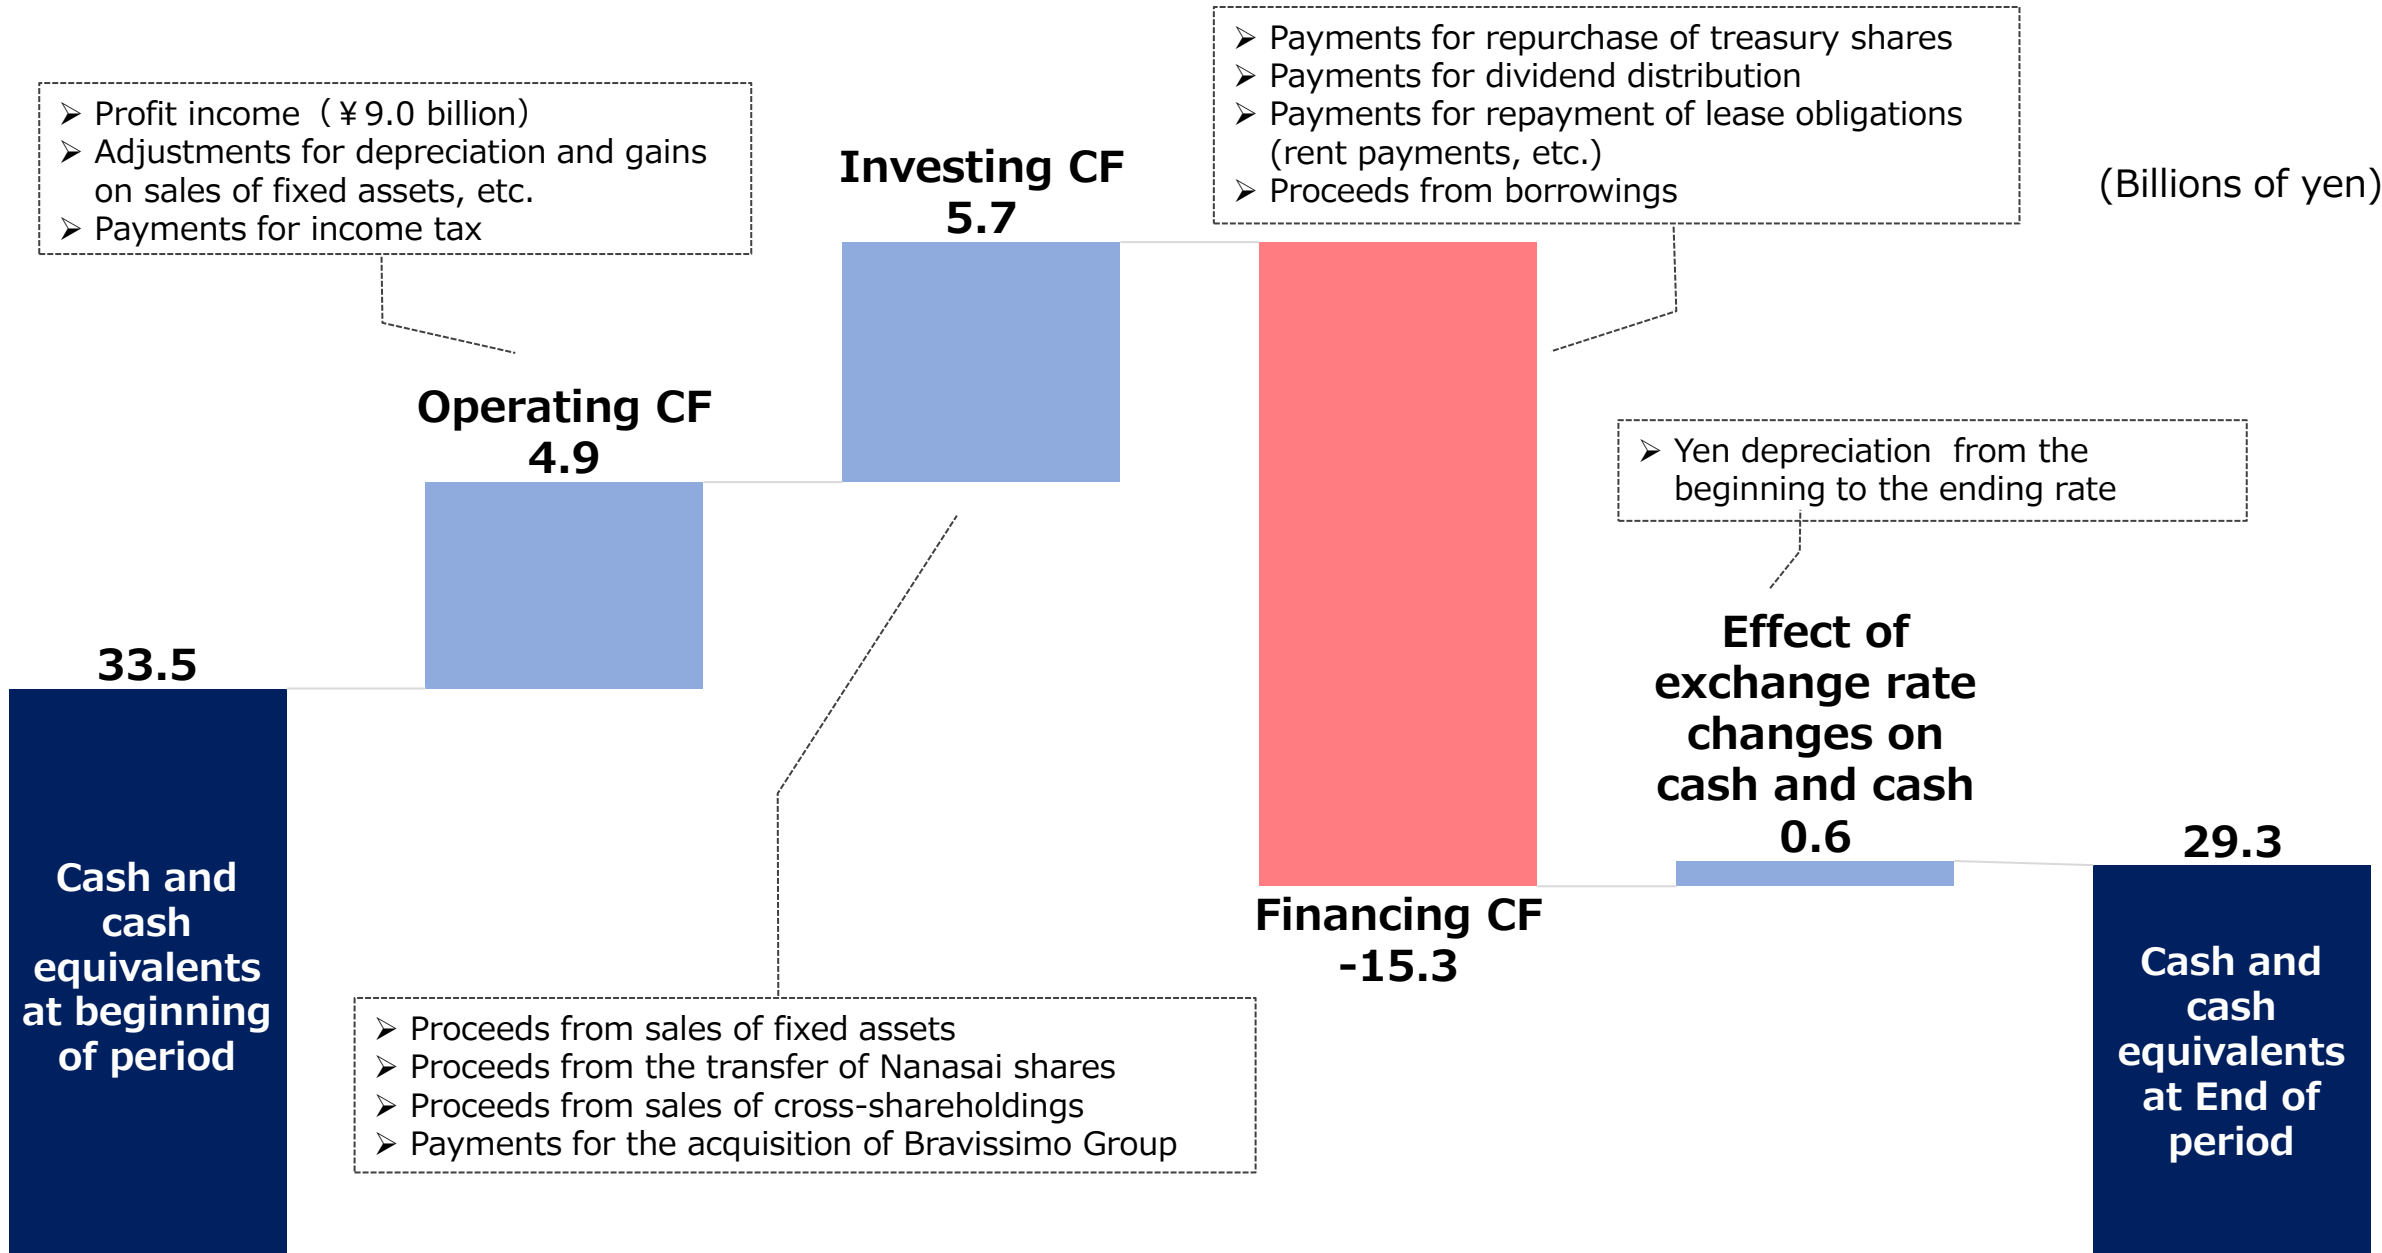 ➢ Profit income（¥9.0 billion）
➢ Adjustments for depreciation and gains
on sales of fixed assets, etc.
➢ Payments for income tax
Investing CF
5.7
➢ Payments for repurchase of treasury shares
➢ Payments for dividend distribution
➢ Payments for repayment of lease obligations
(rent payments, etc.)
➢ Proceeds from borrowings
(Billions of yen)
Operating CF
4.9
➢ Yen depreciation from the
beginning to the ending rate
33.5
Cash and
cash
equivalents
at beginning
of period
➢ Proceeds from sales of fixed assets
➢ Proceeds from the transfer of Nanasai shares
➢ Proceeds from sales of cross-shareholdings
➢ Payments for the acquisition of Bravissimo Group
Financing CF
-15.3
Effect of
exchange rate
changes on
cash and cash
0.6
29.3
Cash and
cash
equivalents
at End of
period